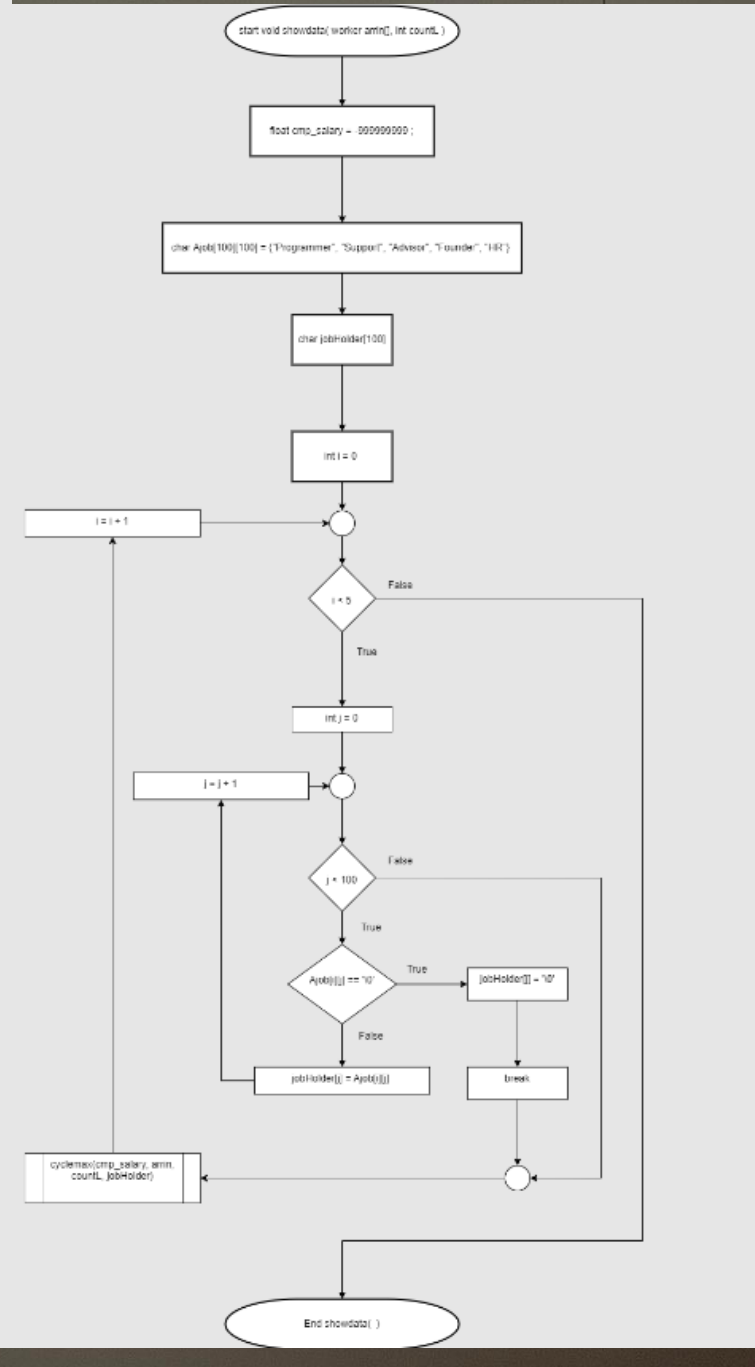 start void showdata( worker arrin[], int countL )
float cmp_salary = -999999999 ;
char Ajob[100][100] = {"Programmer", "Support", "Advisor", "Founder", "HR"}
char jobHolder[100]
int i = 0
i = i + 1
i < 5
False
True
int j = 0
j = j + 1
j < 100
False
True
Ajob[i][j] == '\0'
True
jobHolder[j] = '\0'
False
jobHolder[j] = Ajob[i][j]
break
cyclemax(cmp_salary, arrin,
countL, jobHolder)
End showdata( )